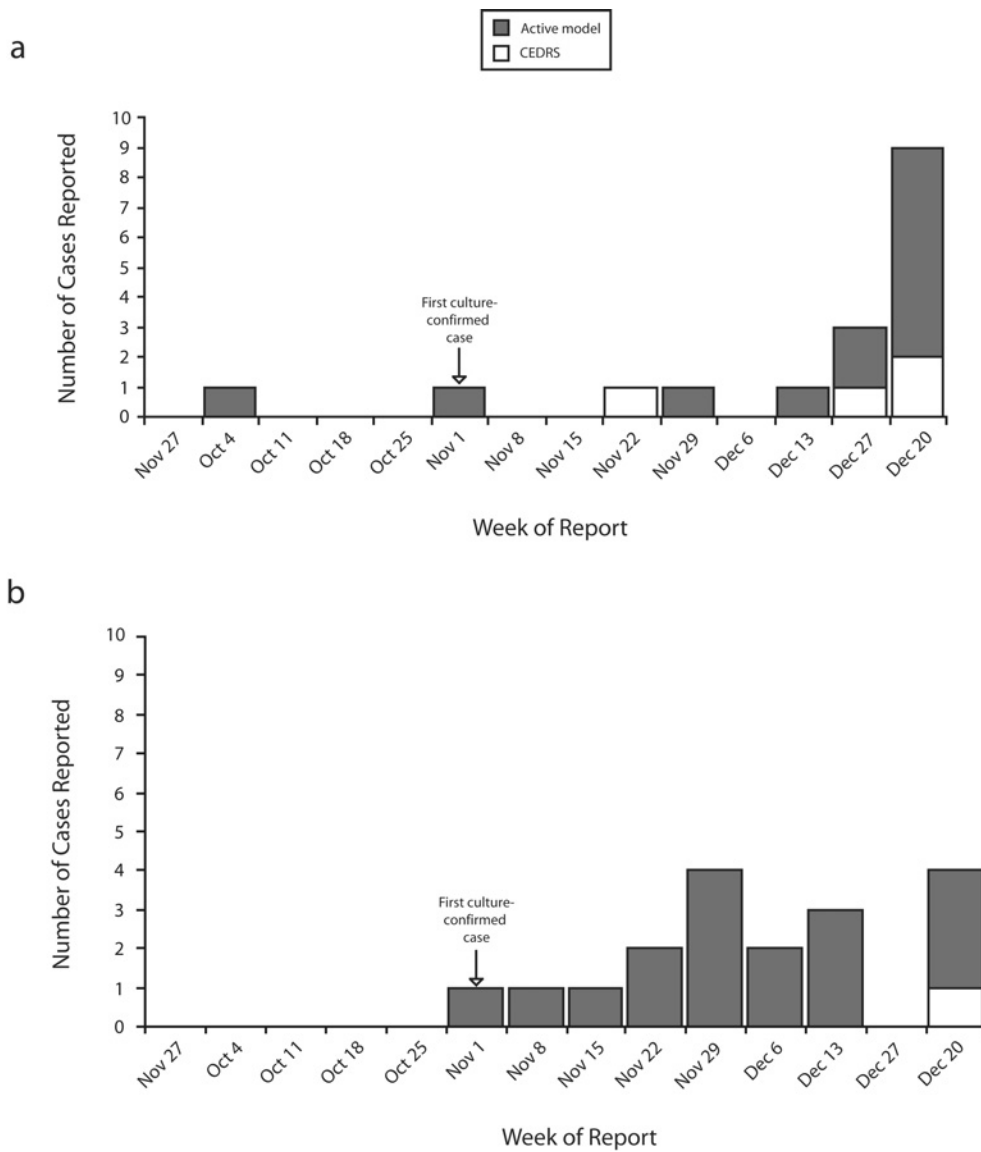 a
Active model
CEDRS
Number of Cases Reported
10
9
8
7
6
5
4
3
2
1
0
First culture-
confirmed
case
Nov 27
Oct 4
Oct 11
Oct 18
Oct 25
Nov 1
Nov 8
Nov 15
Nov 22
Nov 29
Dec 6
Dec 13
Dec 27
Dec 20
Week of Report
b
Number of Cases Reported
10
9
8
7
6
5
4
3
2
1
0
First culture-
confirmed
case
Nov 27
Oct 4
Oct 11
Oct 18
Oct 25
Nov 1
Nov 8
Nov 15
Nov 22
Nov 29
Dec 6
Dec 13
Dec 27
Dec 20
Week of Report